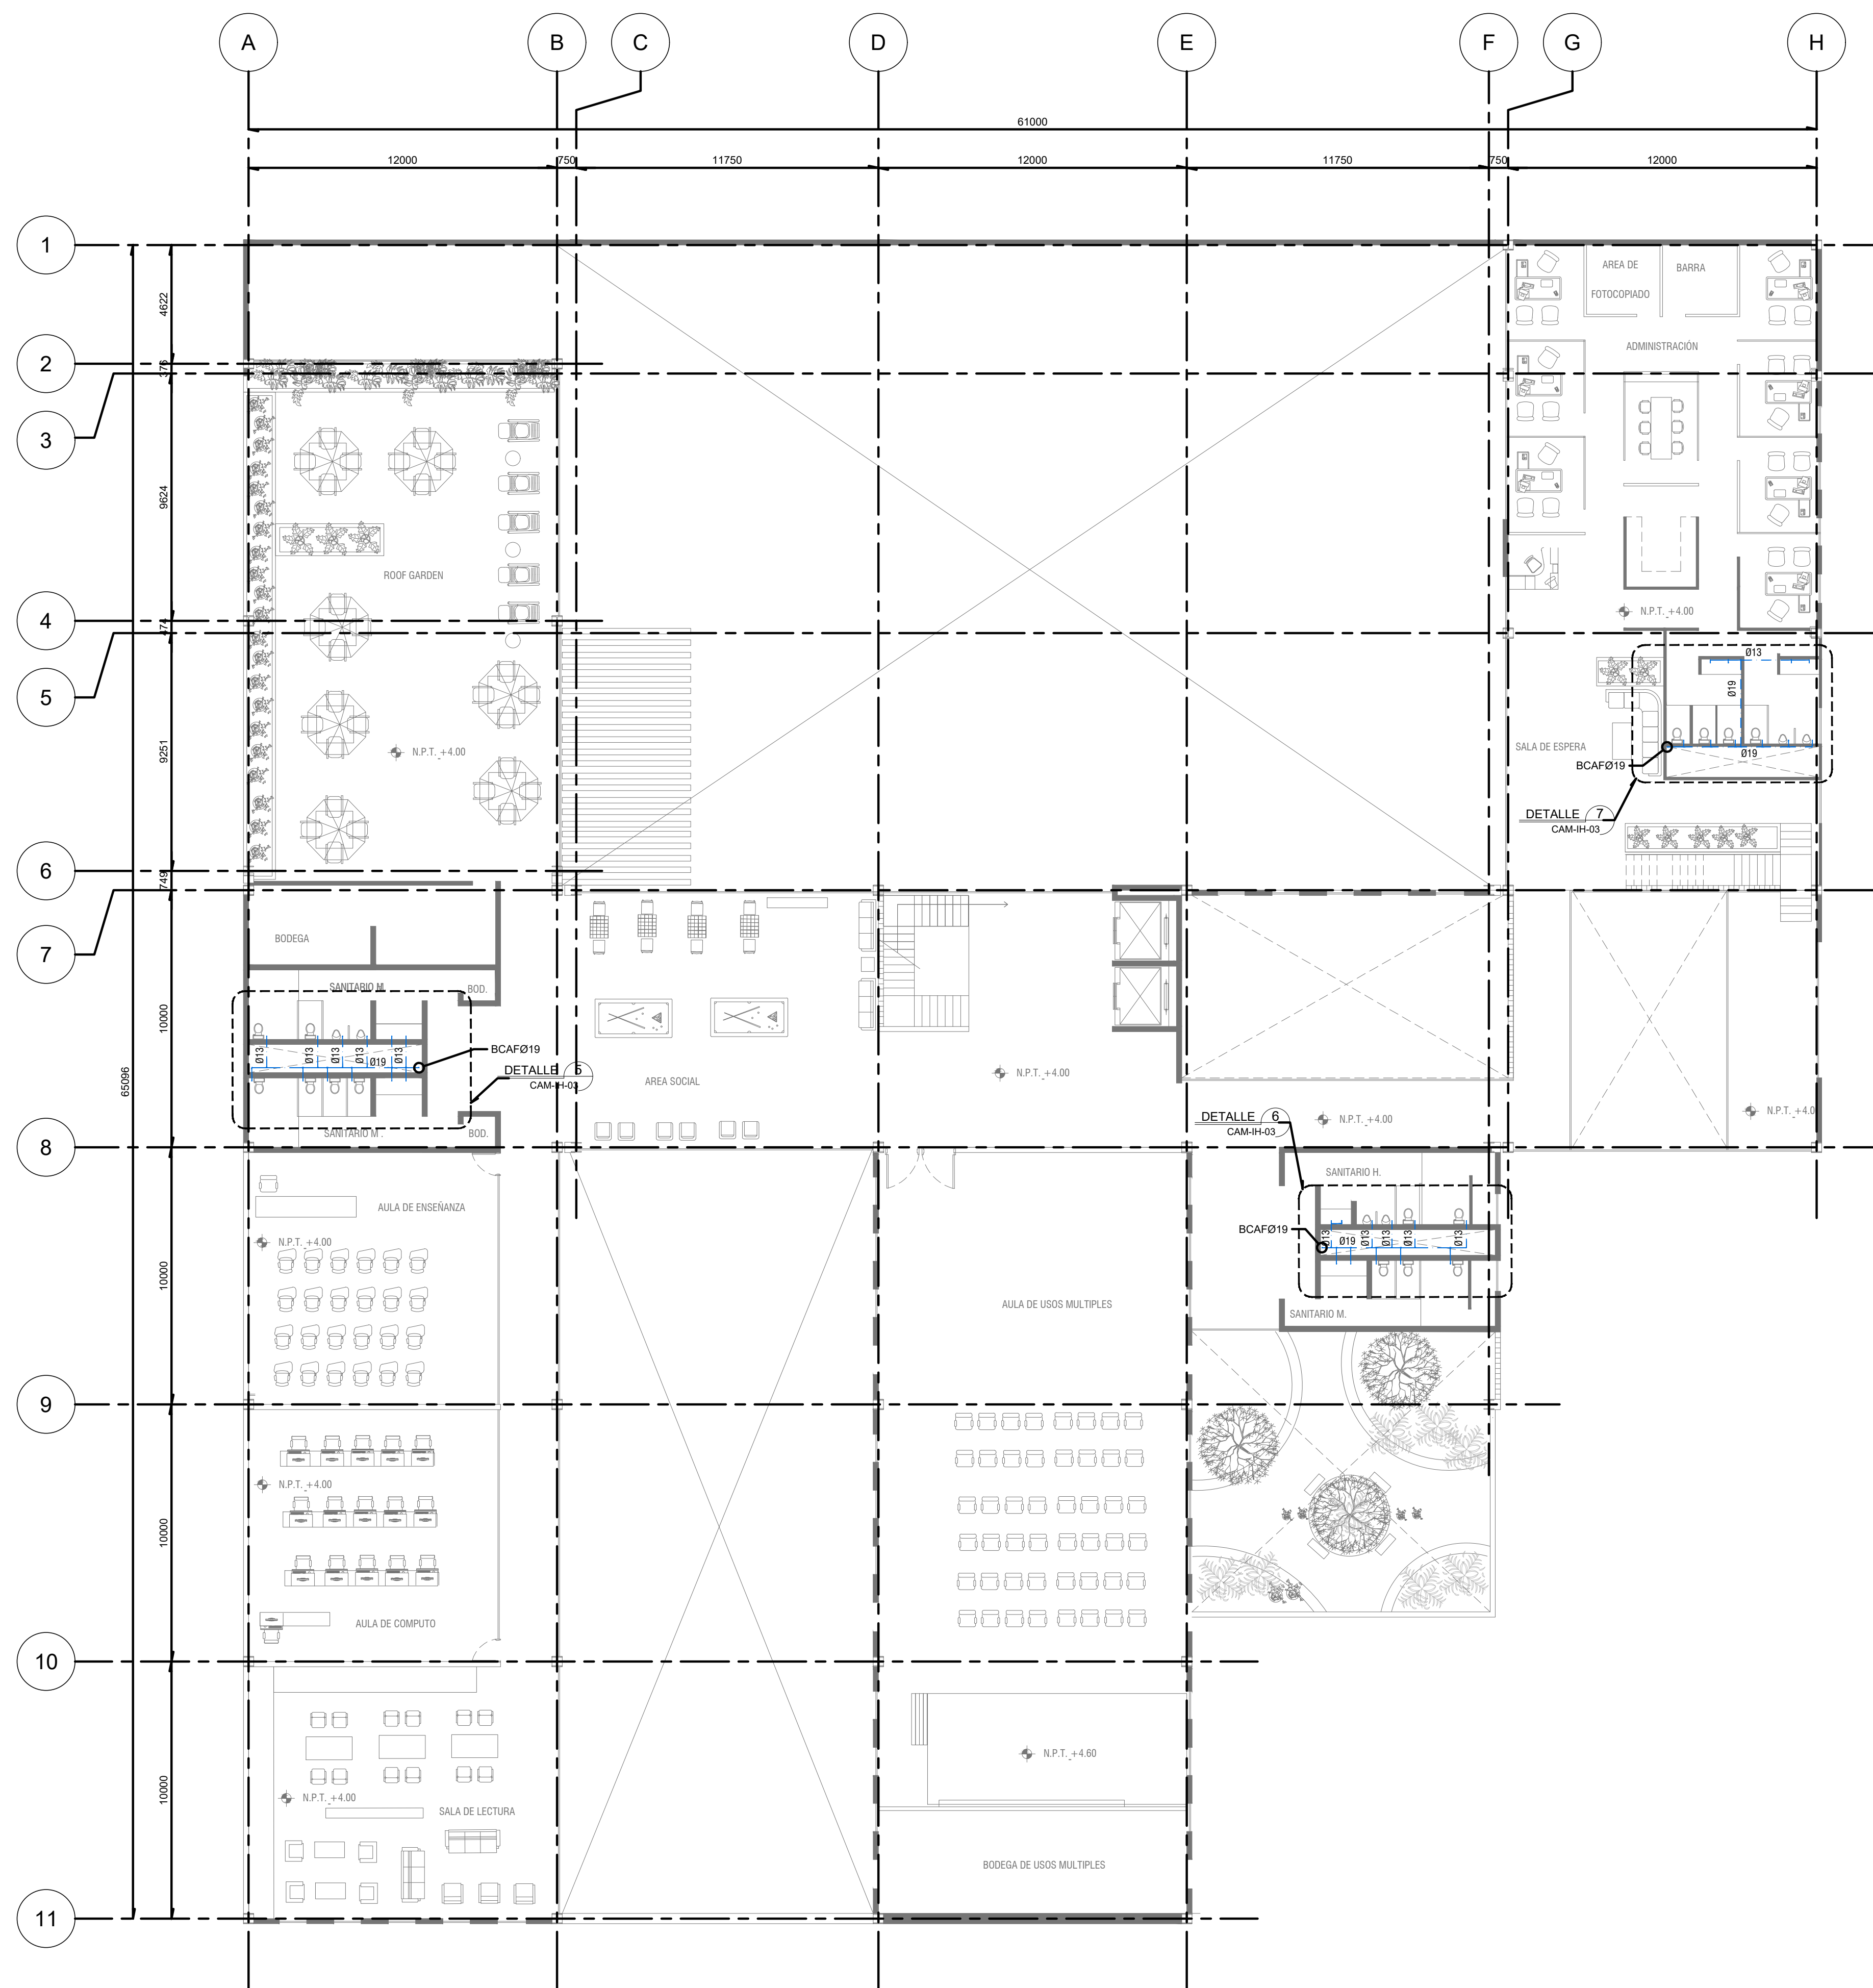 A
B
C
D
E
F
G
H
61000
12000
750
11750
12000
11750
750
12000
1
2
3
4
5
6
7
8
9
10
11
65096
4622
376
9624
474
9251
749
10000
10000
10000
10000
AREA DE
FOTOCOPIADO
BARRA
ADMINISTRACIÓN
N.P.T. +4.00
ROOF GARDEN
N.P.T. +4.00
Ø13
Ø19
Ø19
SALA DE ESPERA
BCAFØ19
DETALLE 7
CAM-IH-03
BODEGA
SANITARIO H.
BOD.
Ø13
Ø13
Ø13
Ø13
Ø19
Ø13
BCAFØ19
DETALLE 5
CAM-IH-03
SANITARIO M .
BOD.
AREA SOCIAL
N.P.T. +4.00
N.P.T. +4.00
N.P.T. +4.0
DETALLE 6
CAM-IH-03
SANITARIO H.
BCAFØ19
Ø13
Ø19
Ø13
Ø13
Ø13
Ø13
SANITARIO M.
AULA DE ENSEÑANZA
N.P.T. +4.00
AULA DE USOS MULTIPLES
N.P.T. +4.00
AULA DE COMPUTO
N.P.T. +4.60
N.P.T. +4.00
SALA DE LECTURA
BODEGA DE USOS MULTIPLES